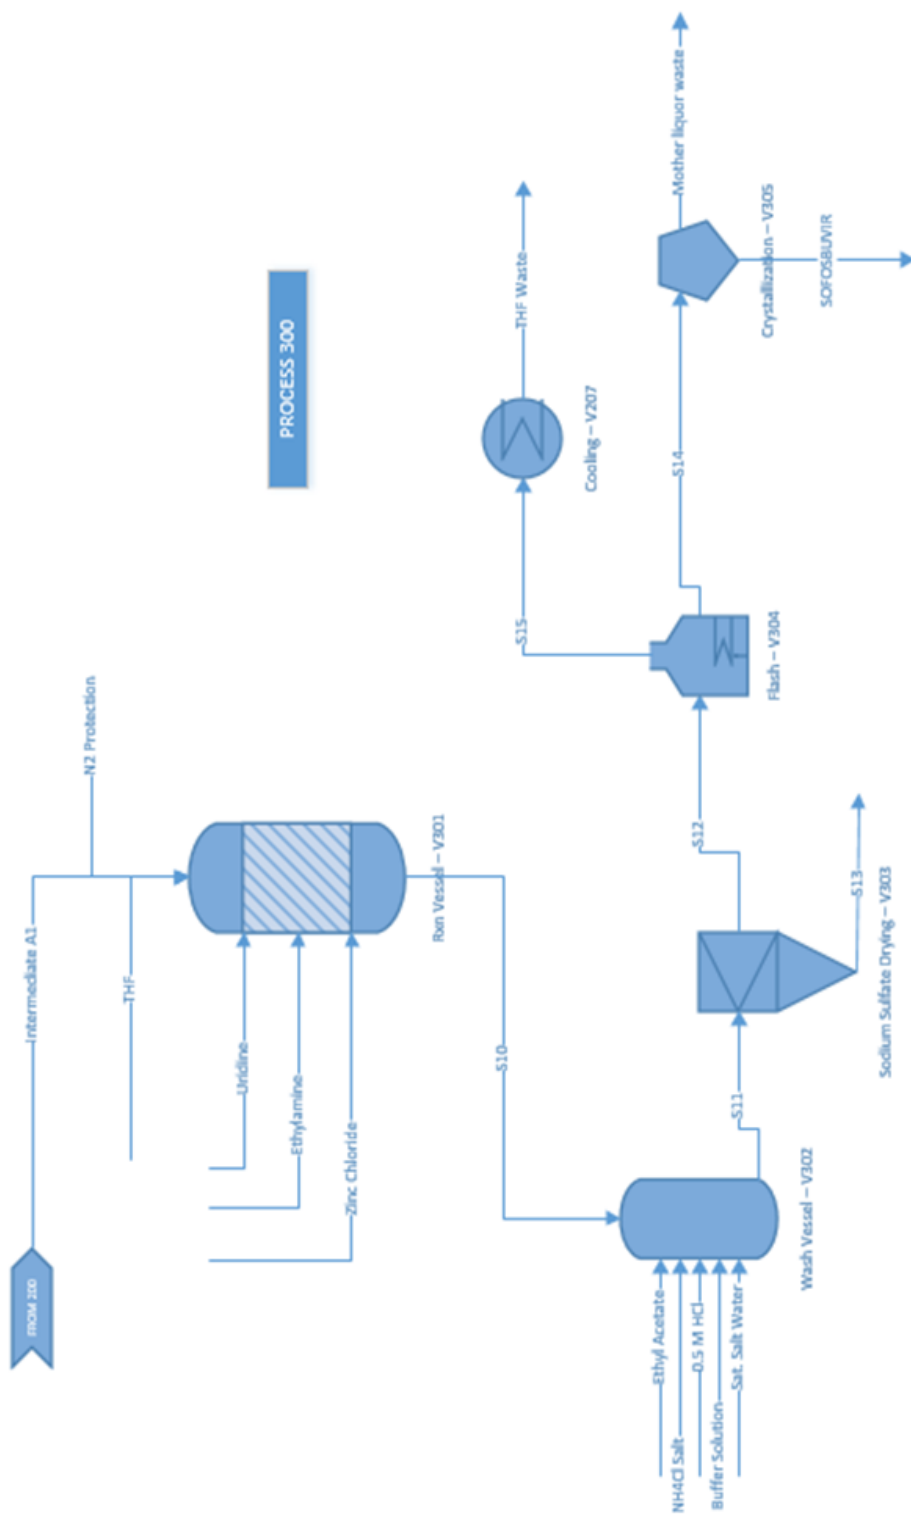 FROM 200
Intermediate A1
N2 Protection
THF
PROCESS 300
Uridine
Ethylamine
Zinc Chloride
Rxn Vessel – V301
S10
Ethyl Acetate
NH4Cl Salt
0.5 M HCl
Buffer Solution
Sat. Salt Water
Wash Vessel – V302
S11
Sodium Sulfate Drying – V303
S13
S12
Flash – V304
S15
Cooling – V207
THF Waste
S14
Crystallization – V305
Mother liquor waste
SOFOSBUVIR